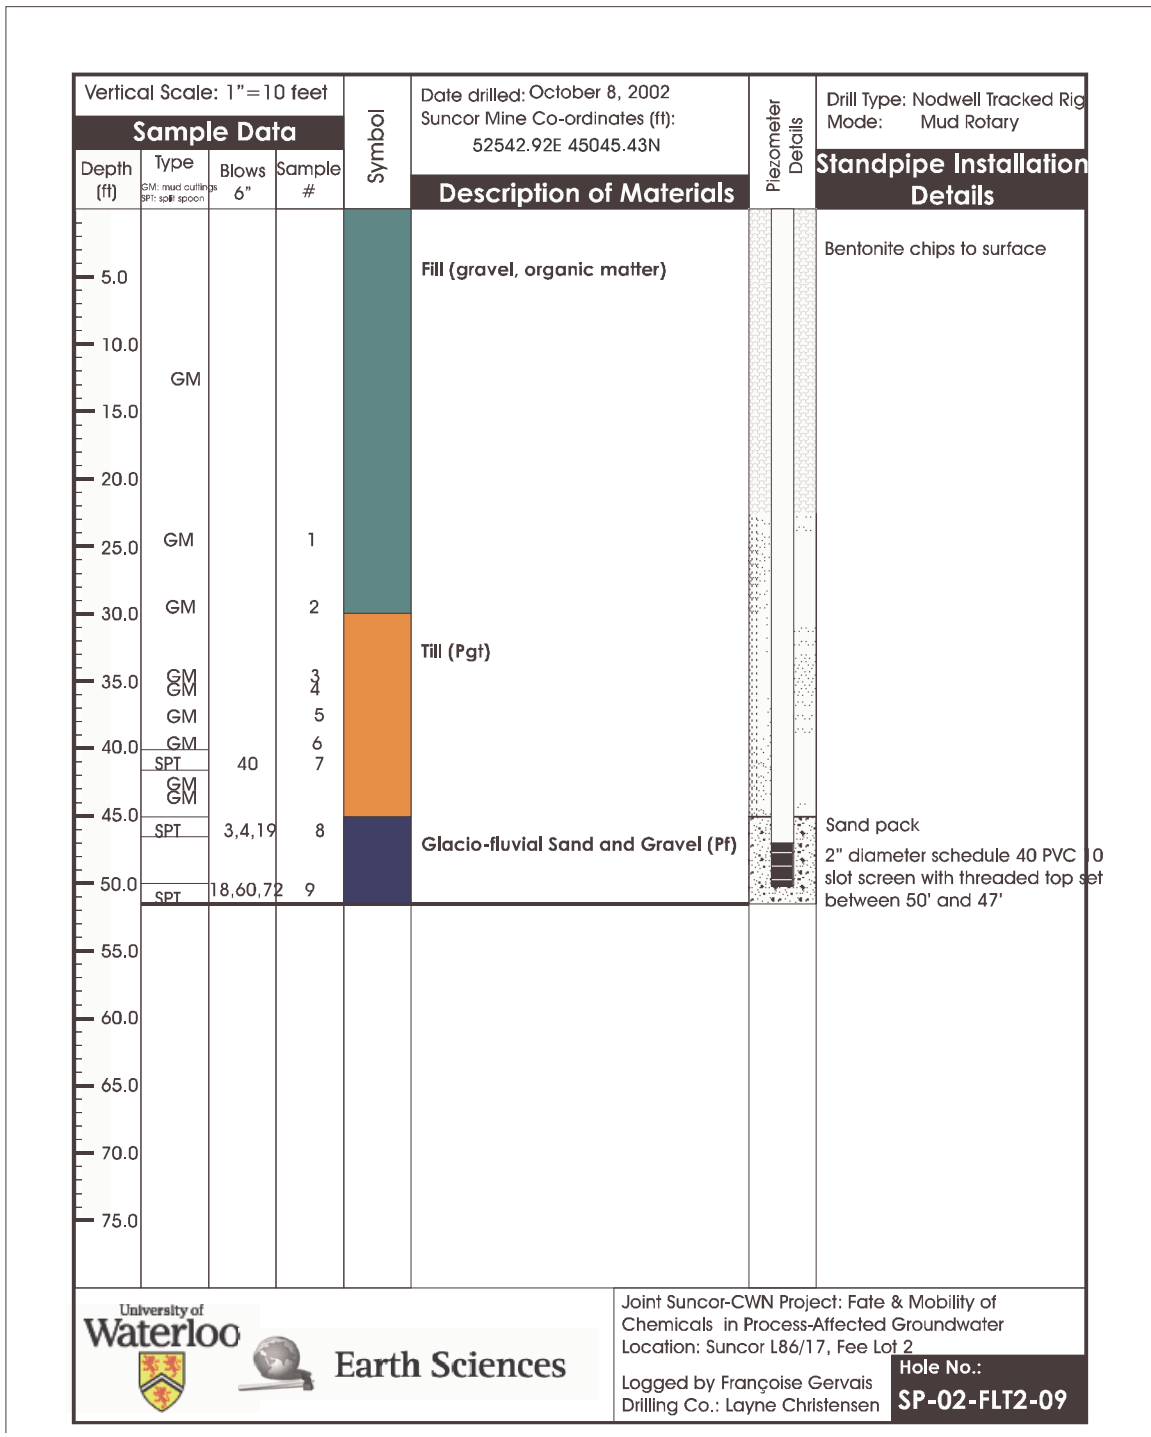 Vertical Scale: 1”=10 feet
Sample Data
Depth (ft)
Type
GM: mud cuttings
SPT: split spoon
Blows 6”
Sample #
Symbol
Date drilled: October 8, 2002
Suncor Mine Co-ordinates (ft):
52542.92E 45045.43N
Description of Materials
Piezometer Details
Drill Type: Nodwell Tracked Rig
Mode: Mud Rotary
Standpipe Installation
Details
Bentonite chips to surface
Fill (gravel, organic matter)
5.0
10.0
GM
15.0
20.0
GM 1
25.0
GM 2
30.0
Till (Pgt)
GM 3
35.0
GM 4
GM 5
GM 6
40.0
SPT 40 7
GM
GM
45.0
Sand pack
SPT 3,4,19 8
Glacio-fluvial Sand and Gravel (Pf)
2” diameter schedule 40 PVC 10
slot screen with threaded top set
between 50' and 47'
50.0
SPT 18,60,72 9
55.0
60.0
65.0
70.0
75.0
University of
Waterloo
Earth Sciences
Joint Suncor-CWN Project: Fate & Mobility of
Chemicals in Process-Affected Groundwater
Location: Suncor L86/17, Fee Lot 2
Logged by Françoise Gervais
Drilling Co.: Layne Christensen
Hole No.:
SP-02-FLT2-09